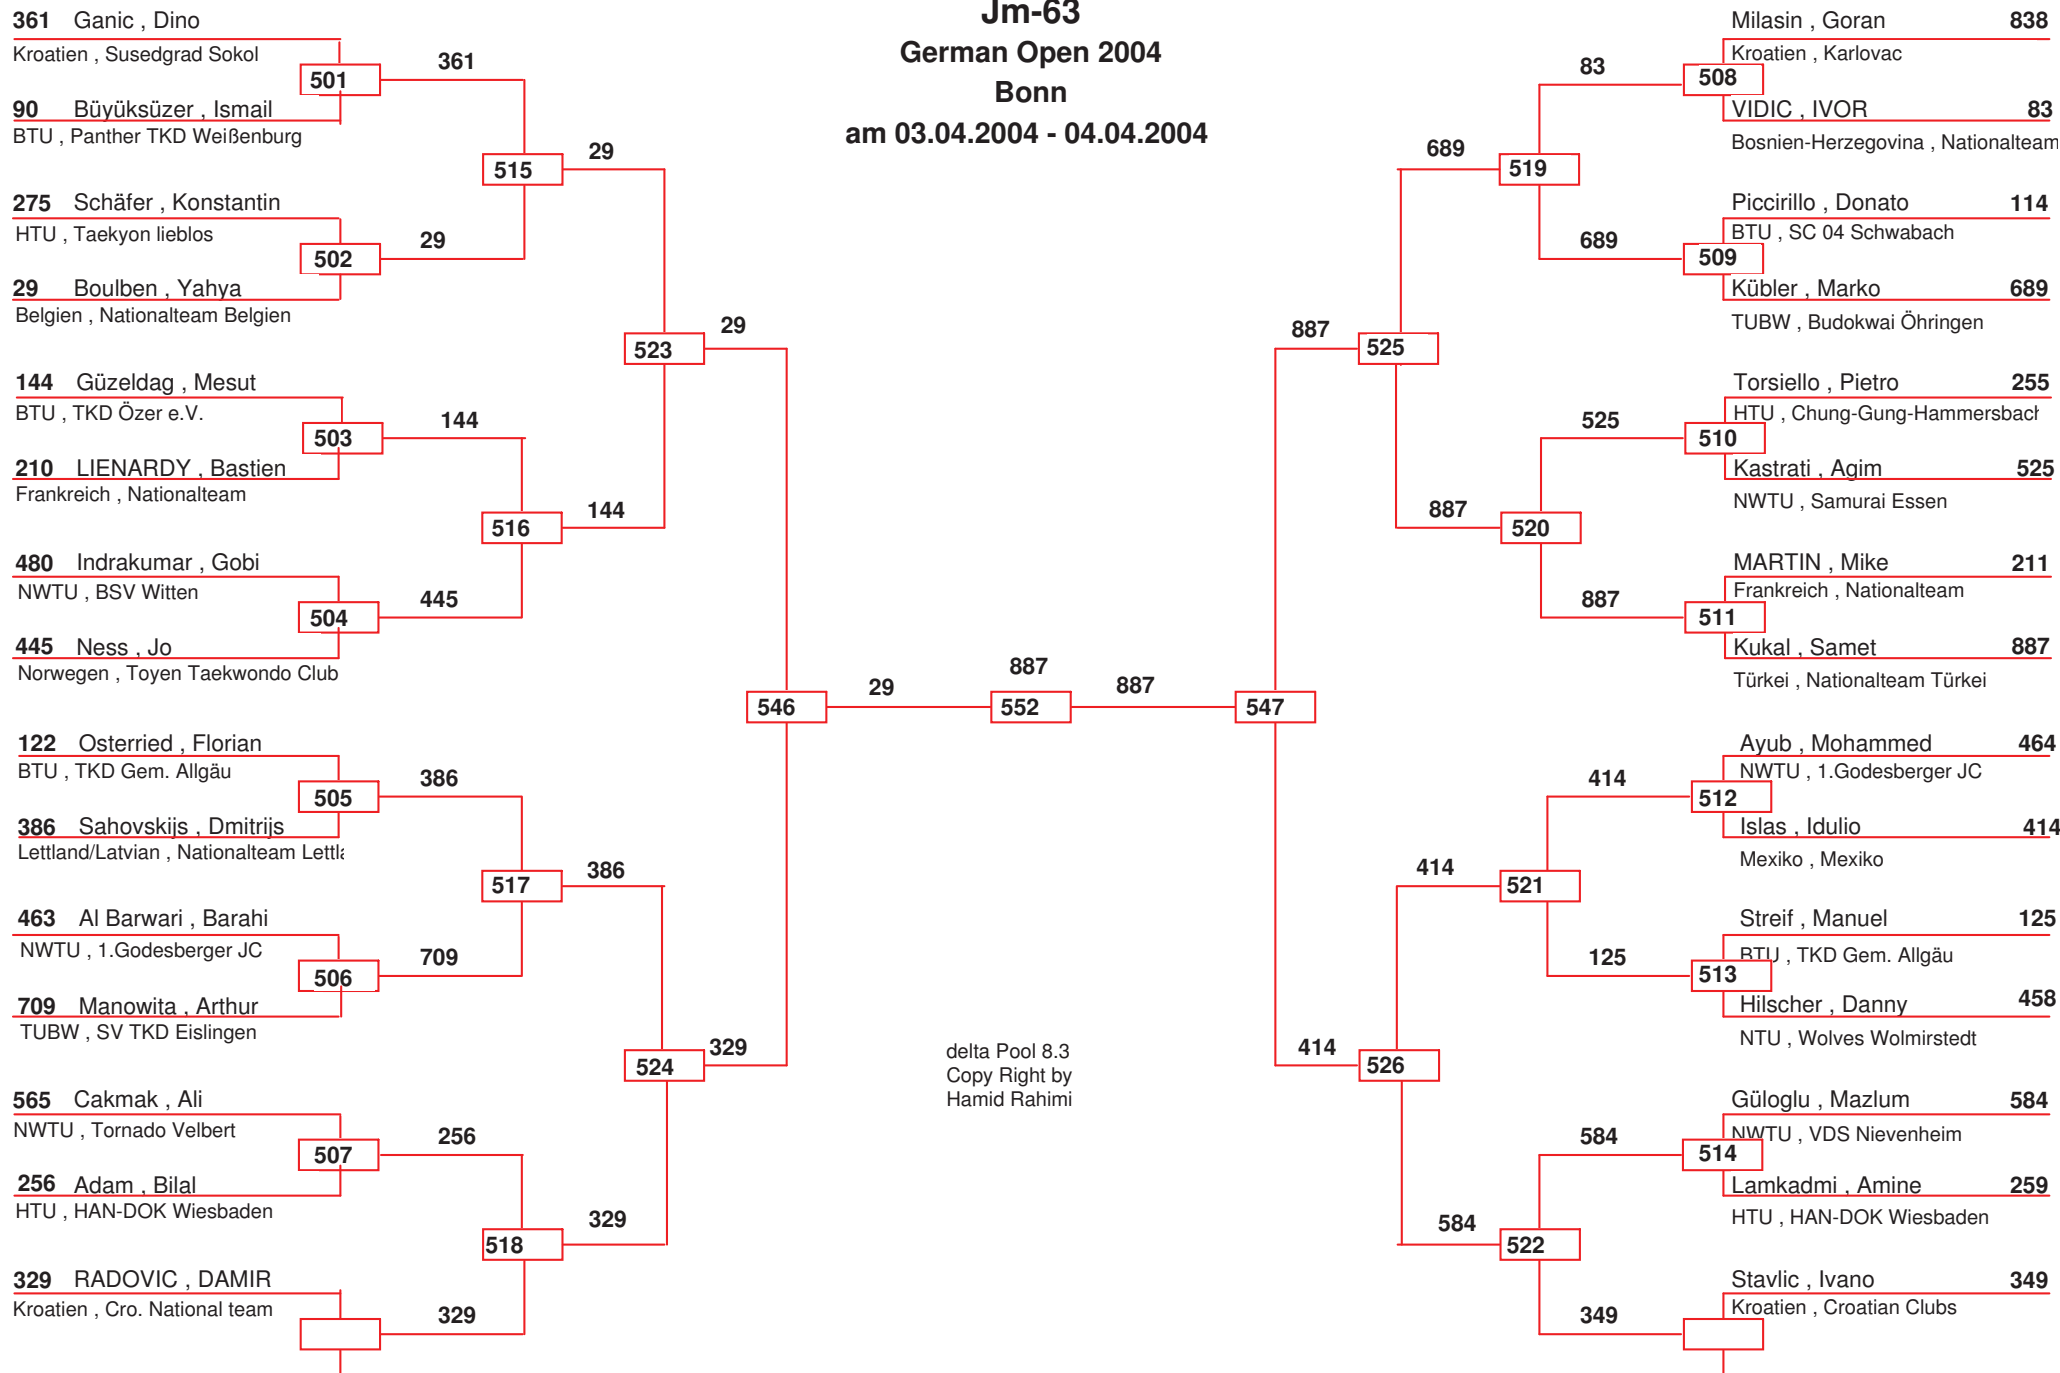 Jm-63
German Open 2004
Bonn
am 03.04.2004 - 04.04.2004
361 Ganic , Dino
Kroatien , Susedgrad Sokol
501
361
90 Büyüksüzer , Ismail
BTU , Panther TKD Weißenburg
515
29
275 Schäfer , Konstantin
HTU , Taekyon lieblos
502
29
29 Boulben , Yahya
Belgien , Nationalteam Belgien
523
29
144 Güzeldag , Mesut
BTU , TKD Özer e.V.
503
144
210 LIENARDY , Bastien
Frankreich , Nationalteam
516
144
480 Indrakumar , Gobi
NWTU , BSV Witten
504
445
445 Ness , Jo
Norwegen , Toyen Taekwondo Club
546
29
552
887
887
547
122 Osterried , Florian
BTU , TKD Gem. Allgäu
505
386
386 Sahovskijs , Dmitrijs
Lettland/Latvian , Nationalteam
517
386
463 Al Barwari , Barahi
NWTU , 1.Godesberger JC
506
709
709 Manowita , Arthur
TUBW , SV TKD Eislingen
524
329
565 Cakmak , Ali
NWTU , Tornado Velbert
507
256
256 Adam , Bilal
HTU , HAN-DOK Wiesbaden
518
329
329 RADOVIC , DAMIR
Kroatien , Cro. National team
329
delta Pool 8.3
Copy Right by
Hamid Rahimi
Milasin , Goran 838
Kroatien , Karlovac
83
508
VIDIC , IVOR 83
Bosnien-Herzegovina , Nationalteam
689
519
Piccirillo , Donato 114
BTU , SC 04 Schwabach
689
509
Kübler , Marko 689
TUBW , Budokwai Öhringen
887
525
Torsiello , Pietro 255
HTU , Chung-Gung-Hammersbach
525
510
Kastrati , Agim 525
NWTU , Samurai Essen
887
520
MARTIN , Mike 211
Frankreich , Nationalteam
887
511
Kukal , Samet 887
Türkei , Nationalteam Türkei
Ayub , Mohammed 464
NWTU , 1.Godesberger JC
414
512
Islas , Idulio 414
Mexiko , Mexiko
414
521
Streif , Manuel 125
BTU , TKD Gem. Allgäu
125
513
Hilscher , Danny 458
NTU , Wolves Wolmirstedt
414
526
Güloglu , Mazlum 584
NWTU , VDS Nievenheim
584
514
Lamkadmi , Amine 259
HTU , HAN-DOK Wiesbaden
584
522
Stavlic , Ivano 349
Kroatien , Croatian Clubs
349